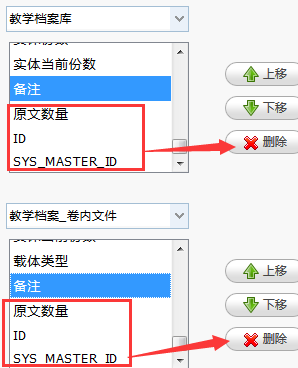 教学档案库
实体当前份数
备注
原文数量
ID
SYS_MASTER_ID
上移
下移
删除
教学档案_卷内文件
载体类型
备注
原文数量
ID
SYS_MASTER_ID
上移
下移
删除